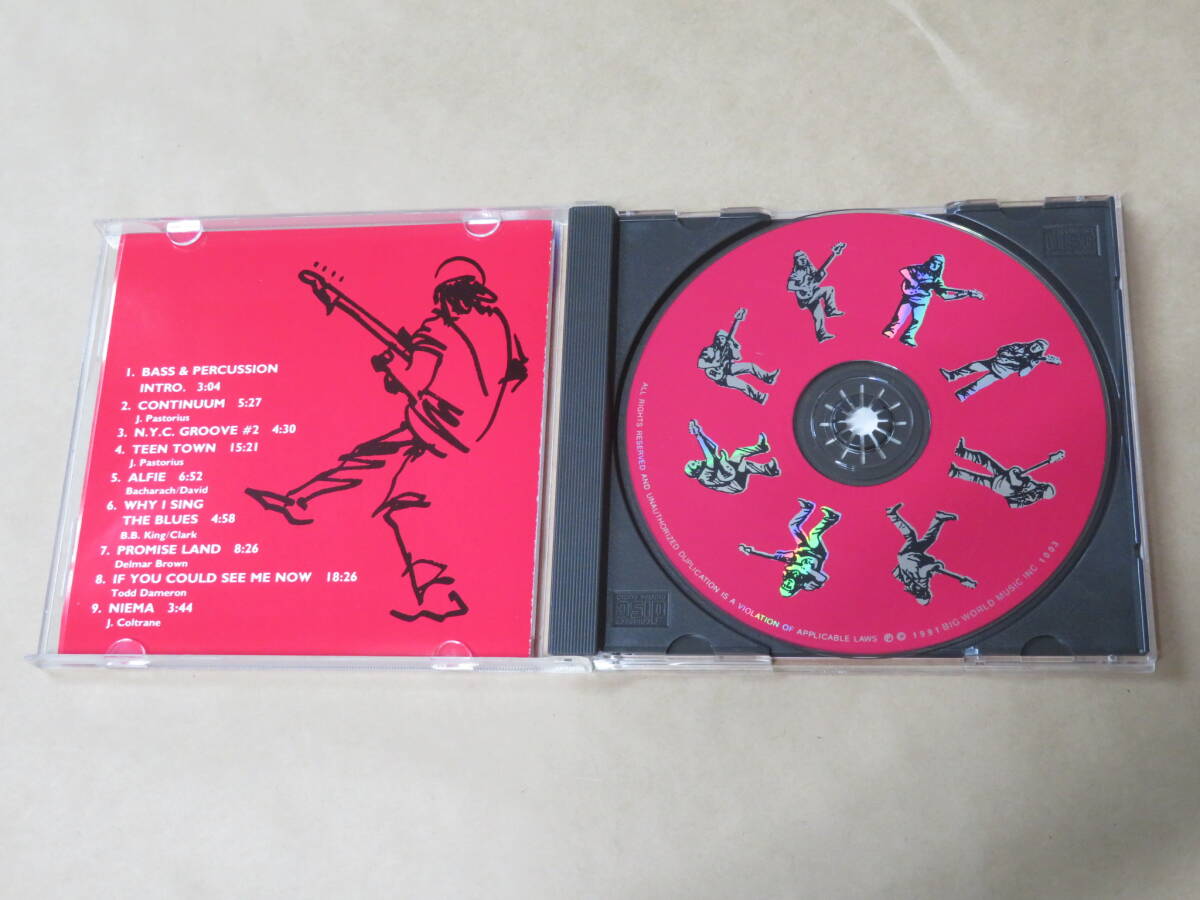 1. BASS & PERCUSSION
INTRO. 3:04
2. CONTINUUM 5:27
J. Pastorius
3. N.Y.C. GROOVE #2 4:30
4. TEEN TOWN 15:21
J. Pastorius
5. ALFIE 6:52
Bacharach/David
6. WHY I SING
THE BLUES 4:58
B.B. King/Clark
7. PROMISE LAND 8:26
Delmar Brown
8. IF YOU COULD SEE ME NOW 18:26
Todd Dameron
9. NIEMA 3:44
J. Coltrane
ALL RIGHTS RESERVED AND UNAUTHORIZED DUPLICATION IS A VIOLATION OF APPLICABLE LAWS ℗ © 1991 BIG WORLD MUSIC INC 1003